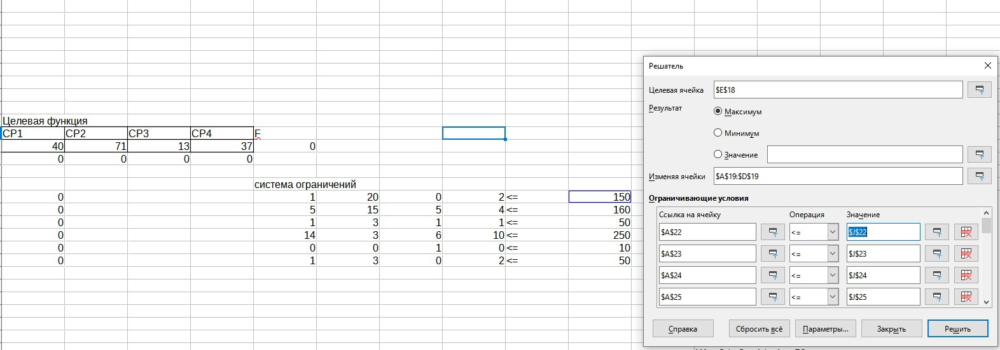 Целевая функция
CP1 CP2 CP3 CP4 F
40 71 13 37 0
0 0 0 0
система ограничений
0 1 20 0 2 <= 150
0 5 15 5 4 <= 160
0 1 3 1 1 <= 50
0 14 3 6 10 <= 250
0 0 0 1 0 <= 10
0 1 3 0 2 <= 50
Решатель
Целевая ячейка $E$18
Результат
Максимум
Минимум
Значение
Изменяя ячейки $A$19:$D$19
Ограничивающие условия
Ссылка на ячейку Операция Значение
$A$22 <= $J$22
$A$23 <= $J$23
$A$24 <= $J$24
$A$25 <= $J$25
Справка Сбросить всё Параметры... Закрыть Решить